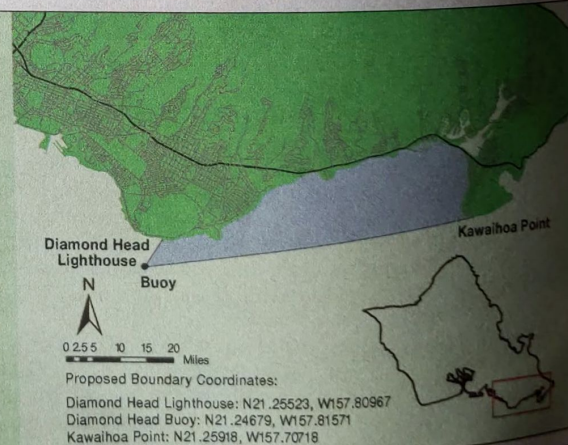 Diamond Head
Lighthouse
Kawaihoa Point
Buoy
N
0 2.5 5 10 15 20
Miles
Proposed Boundary Coordinates:
Diamond Head Lighthouse: N21.25523, W157.80967
Diamond Head Buoy: N21.24679, W157.81571
Kawaihoa Point: N21.25918, W157.70718